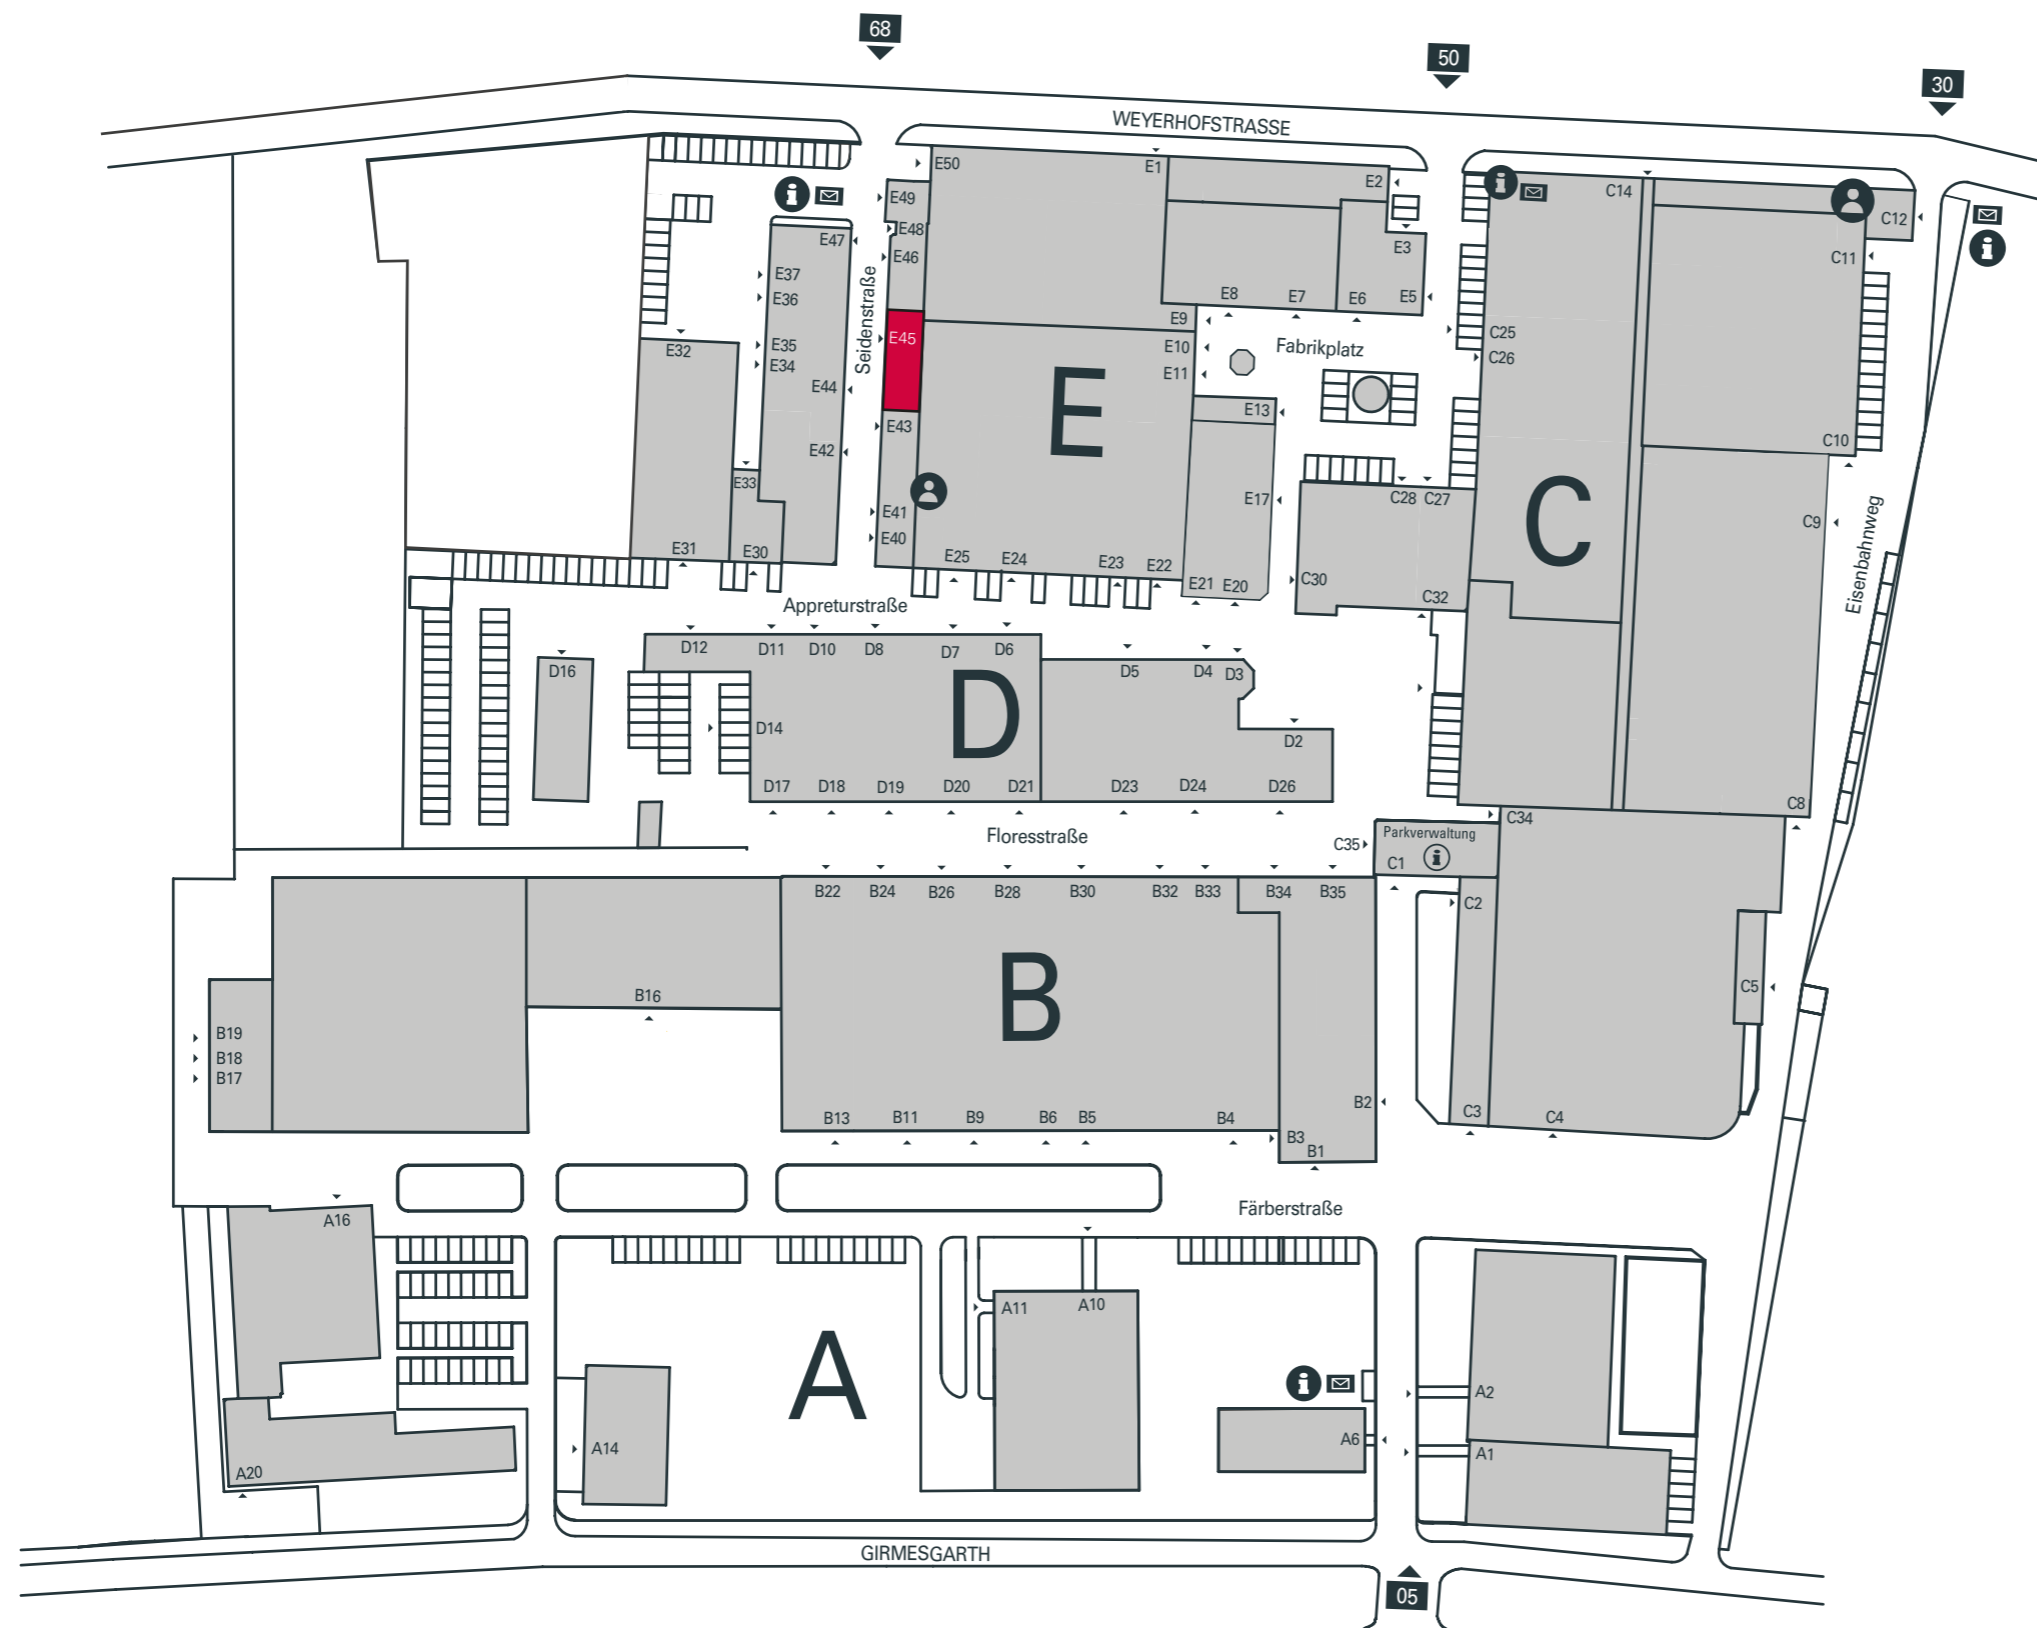 68
50
30
WEYERHOFSTRASSE
E50
E1
E2
C14
E49
E48
E47
E46
E3
C12
C11
E37
E36
E35
E34
E32
Seidenstraße
E45
E44
E43
E42
E33
E41
E40
E31
E30
E8
E7
E6
E5
E9
E10
E11
Fabrikplatz
E
E13
E17
E25
E24
E23
E22
E21
E20
C25
C26
C10
C28
C27
C
C9
Eisenbahnweg
C30
C32
Appreturstraße
D12
D11
D10
D8
D7
D6
D5
D4
D3
D16
D
D14
D2
D17
D18
D19
D20
D21
D23
D24
D26
C8
C34
Floresstraße
C35
Parkverwaltung
C1
B22
B24
B26
B28
B30
B32
B33
B34
B35
C2
B
B16
C5
B19
B18
B17
B2
B13
B11
B9
B6
B5
B4
B3
B1
C3
C4
Färberstraße
A16
A11
A10
A
A2
A14
A6
A1
A20
GIRMESGARTH
05